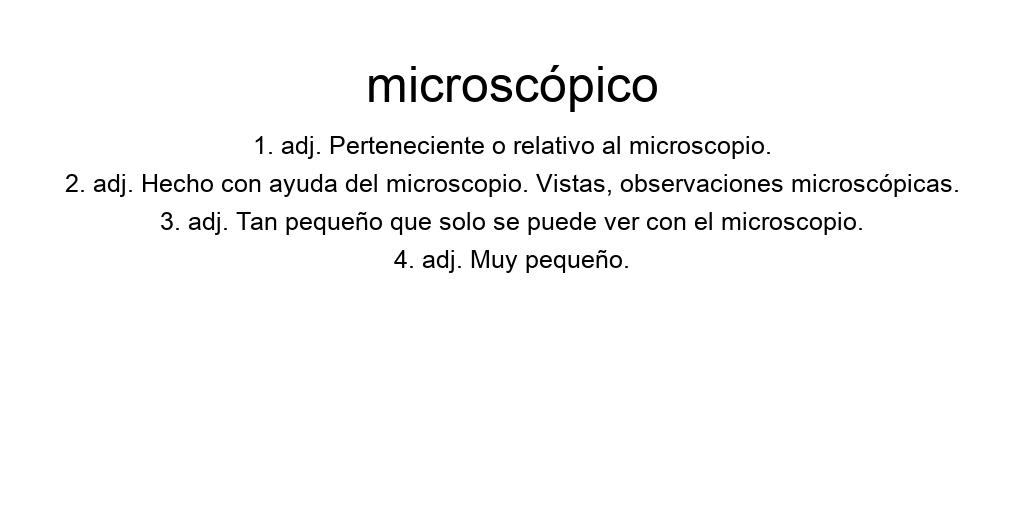 microscópico
1. adj. Perteneciente o relativo al microscopio.
2. adj. Hecho con ayuda del microscopio. Vistas, observaciones microscópicas.
3. adj. Tan pequeño que solo se puede ver con el microscopio.
4. adj. Muy pequeño.